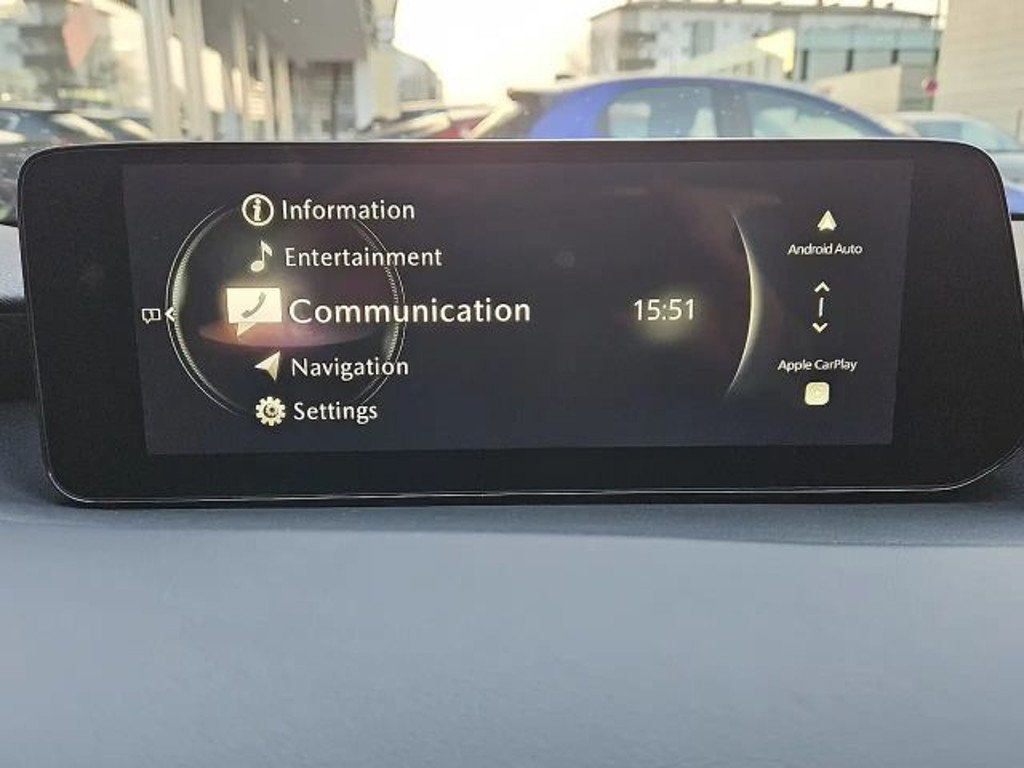 Information
Entertainment
Communication
Navigation
Settings
15:51
Android Auto
Apple CarPlay